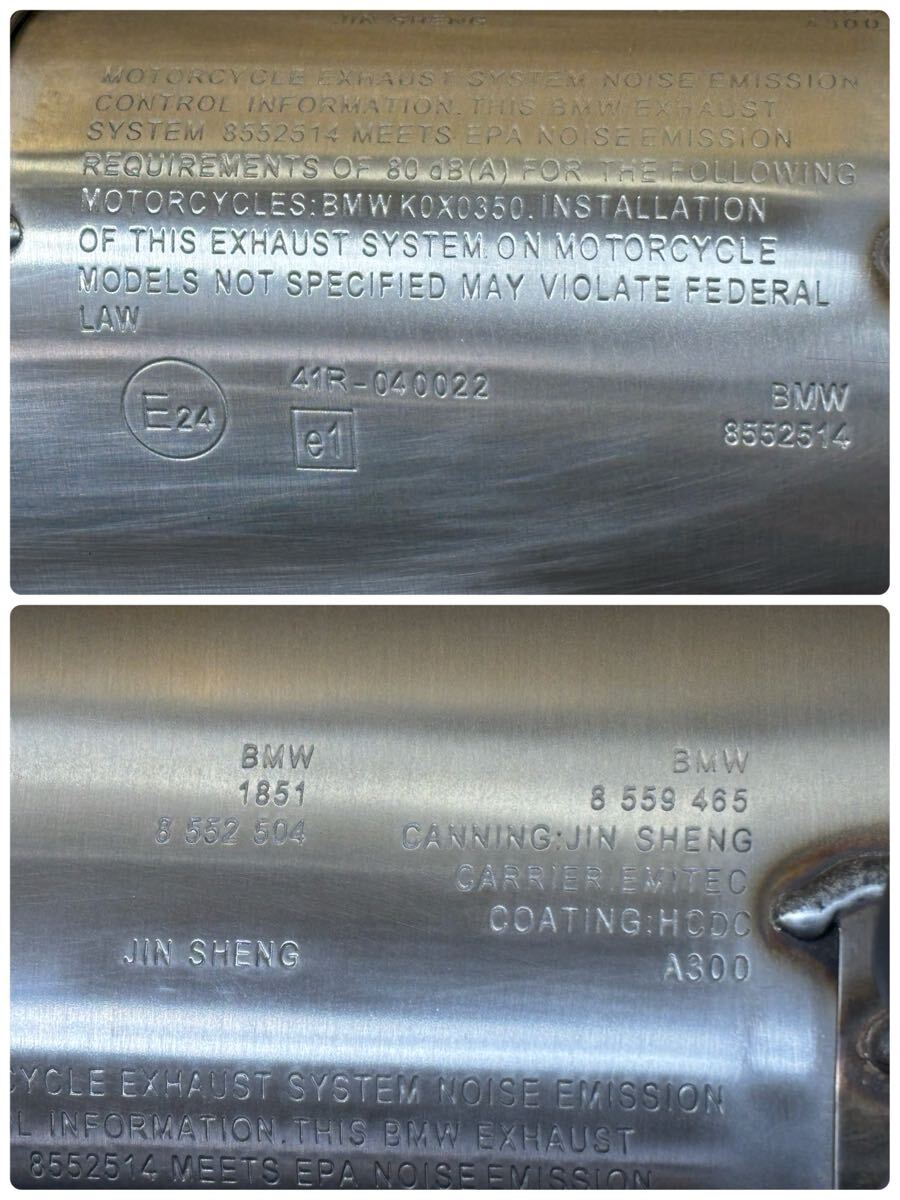 JIN SHENG
A300
MOTORCYCLE EXHAUST SYSTEM NOISE EMISSION
CONTROL INFORMATION. THIS BMW EXHAUST
SYSTEM 8552514 MEETS EPA NOISE EMISSION
REQUIREMENTS OF 80 dB(A) FOR THE FOLLOWING
MOTORCYCLES: BMW K0X0350. INSTALLATION
OF THIS EXHAUST SYSTEM ON MOTORCYCLE
MODELS NOT SPECIFIED MAY VIOLATE FEDERAL
LAW
E24
41R-040022
e1
BMW
8552514
BMW
1851
8 552 504
JIN SHENG
BMW
8 559 465
CANNING: JIN SHENG
CARRIER: EMITEC
COATING: HCDC
A300
CYCLE EXHAUST SYSTEM NOISE EMISSION
L INFORMATION. THIS BMW EXHAUST
8552514 MEETS EPA NOISE EMISSION